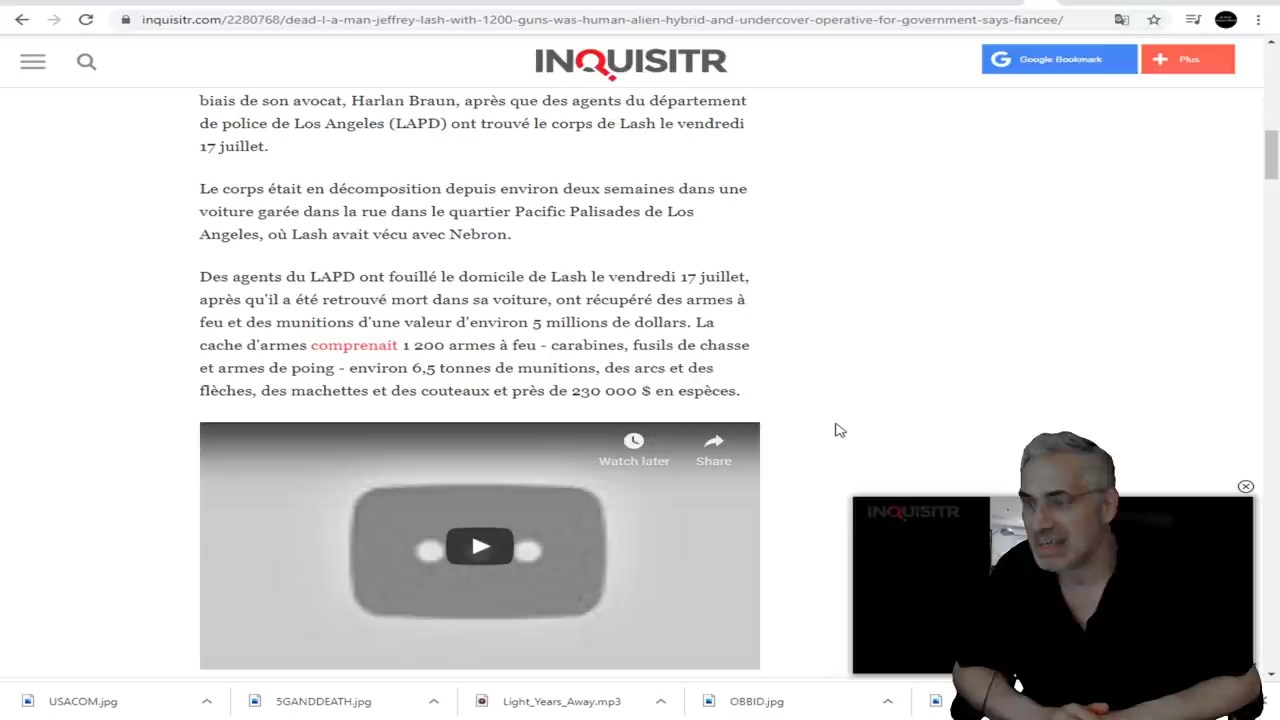 inquisitr.com/2280768/dead-l-a-man-jeffrey-lash-with-1200-guns-was-human-alien-hybrid-and-undercover-operative-for-government-says-fiancee/
INQUISITR
Google Bookmark
Plus
biais de son avocat, Harlan Braun, après que des agents du département
de police de Los Angeles (LAPD) ont trouvé le corps de Lash le vendredi
17 juillet.
Le corps était en décomposition depuis environ deux semaines dans une
voiture garée dans la rue dans le quartier Pacific Palisades de Los
Angeles, où Lash avait vécu avec Nebron.
Des agents du LAPD ont fouillé le domicile de Lash le vendredi 17 juillet,
après qu'il a été retrouvé mort dans sa voiture, ont récupéré des armes à
feu et des munitions d'une valeur d'environ 5 millions de dollars. La
cache d'armes comprenait 1 200 armes à feu - carabines, fusils de chasse
et armes de poing - environ 6,5 tonnes de munitions, des arcs et des
flèches, des machettes et des couteaux et près de 230 000 $ en espèces.
Watch later
Share
INQUISITR
USACOM.jpg
5GANDDEATH.jpg
Light_Years_Away.mp3
OBBID.jpg